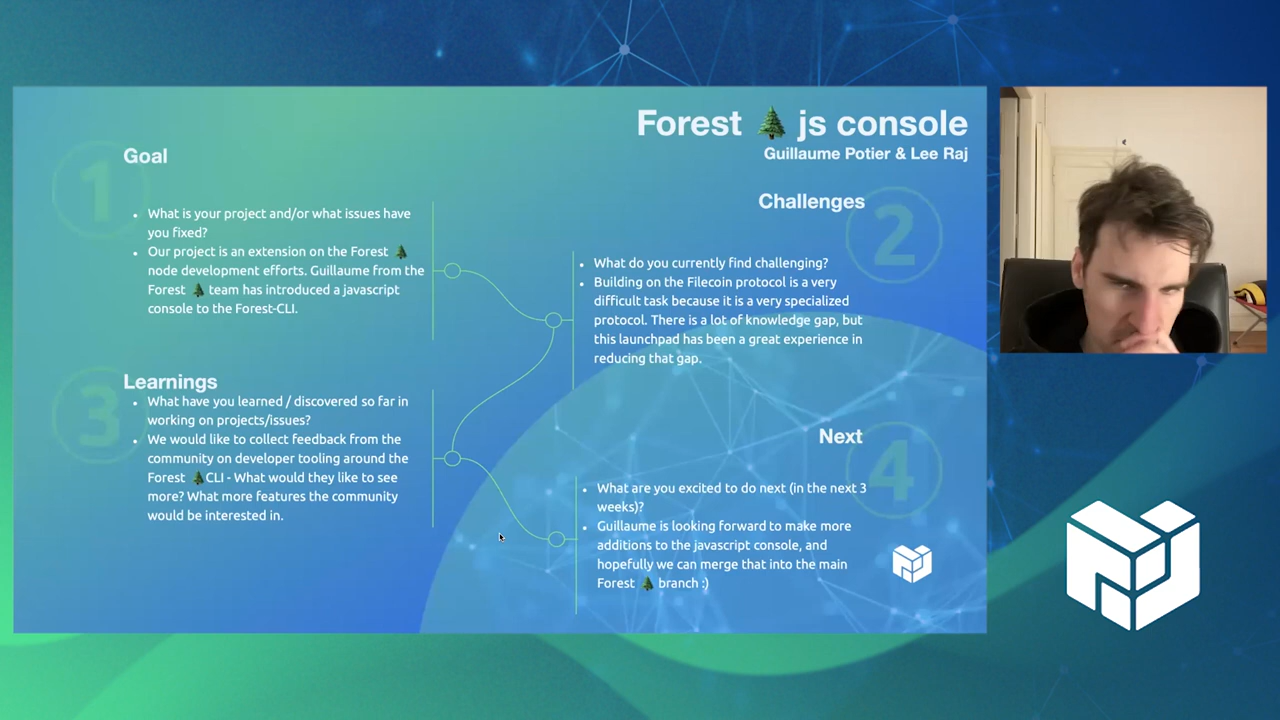 Forest 🌲 js console
Guillaume Potier & Lee Raj
1
Goal
What is your project and/or what issues have
you fixed?
Our project is an extension on the Forest 🌲
node development efforts. Guillaume from the
Forest 🌲 team has introduced a javascript
console to the Forest-CLI.
2
Challenges
What do you currently find challenging?
Building on the Filecoin protocol is a very
difficult task because it is a very specialized
protocol. There is a lot of knowledge gap, but
this launchpad has been a great experience in
reducing that gap.
3
Learnings
What have you learned / discovered so far in
working on projects/issues?
We would like to collect feedback from the
community on developer tooling around the
Forest 🌲CLI - What would they like to see
more? What more features the community
would be interested in.
4
Next
What are you excited to do next (in the next 3
weeks)?
Guillaume is looking forward to make more
additions to the javascript console, and
hopefully we can merge that into the main
Forest 🌲 branch :)